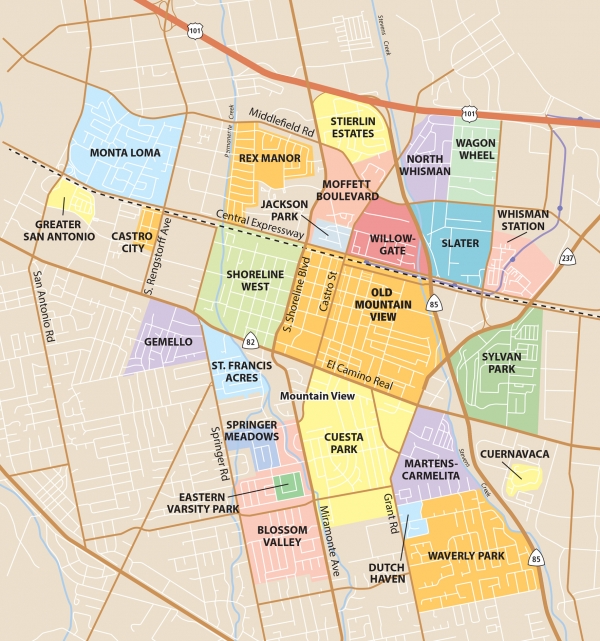 101
Stevens
Creek
101
Middlefield Rd
Permanente Creek
STIERLIN
ESTATES
MONTA LOMA
REX MANOR
NORTH
WHISMAN
WAGON
WHEEL
MOFFETT
BOULEVARD
JACKSON
PARK
Central Expressway
GREATER
SAN ANTONIO
CASTRO
CITY
S. Rengstorff Ave
WILLOW-
GATE
SLATER
WHISMAN
STATION
237
SHORELINE
WEST
S. Shoreline Blvd
Castro St
OLD
MOUNTAIN
VIEW
85
San Antonio Rd
GEMELLO
82
ST. FRANCIS
ACRES
El Camino Real
SYLVAN
PARK
Mountain View
SPRINGER
MEADOWS
CUESTA
PARK
Springer Rd
MARTENS-
CARMELITA
Stevens
Creek
CUERNAVACA
EASTERN
VARSITY PARK
BLOSSOM
VALLEY
Miramonte Ave
Grant Rd
DUTCH
HAVEN
WAVERLY PARK
85